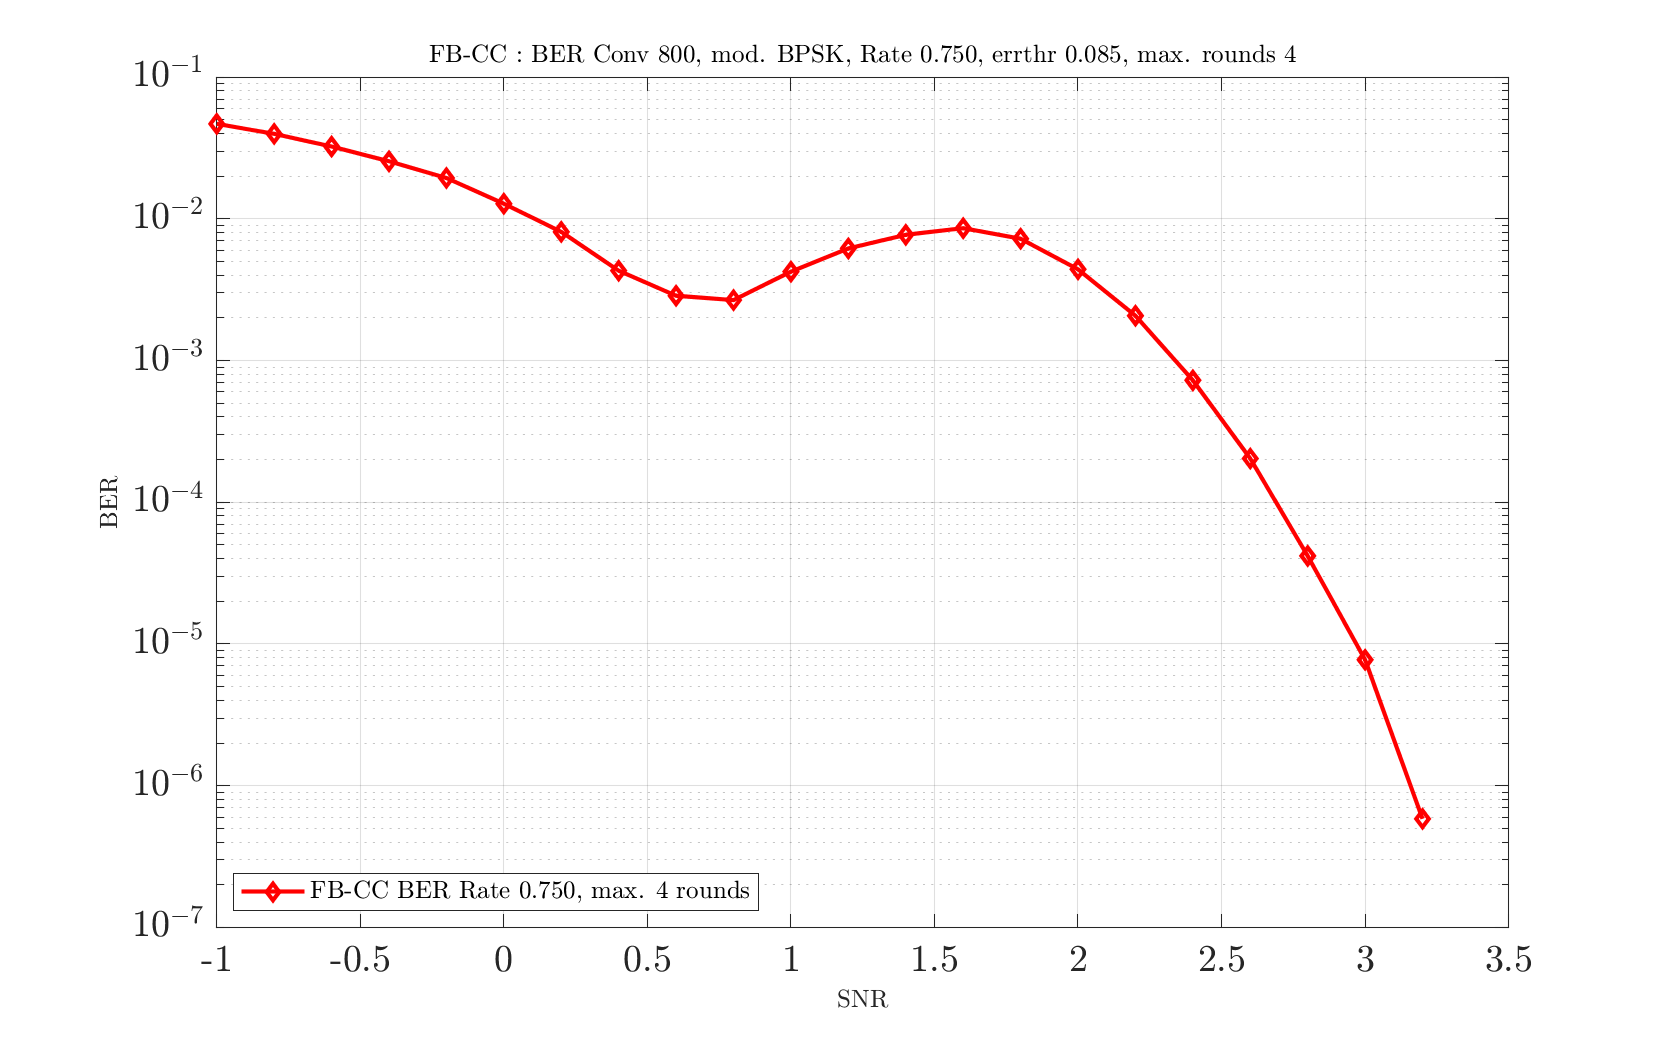 FB-CC : BER Conv 800, mod. BPSK, Rate 0.750, errthr 0.085, max. rounds 4
10⁻¹
10⁻²
10⁻³
10⁻⁴
10⁻⁵
10⁻⁶
10⁻⁷
BER
FB-CC BER Rate 0.750, max. 4 rounds
-1 -0.5 0 0.5 1 1.5 2 2.5 3 3.5
SNR